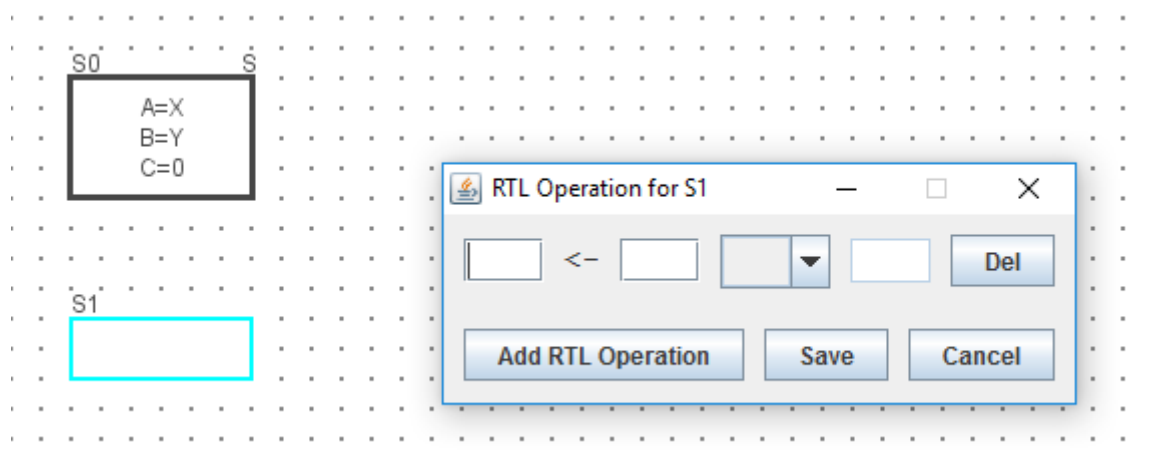 S0 S
A=X
B=Y
C=0
RTL Operation for S1
<- Del
S1
Add RTL Operation Save Cancel